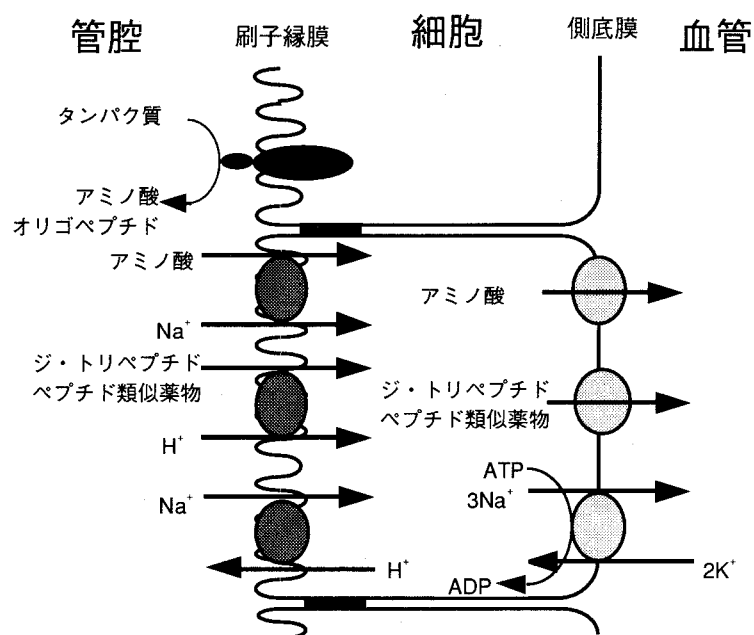 管腔
刷子縁膜
細胞
側底膜
血管
タンパク質
アミノ酸
オリゴペプチド
アミノ酸
Na⁺
ジ・トリペプチド
ペプチド類似薬物
H⁺
Na⁺
H⁺
アミノ酸
ジ・トリペプチド
ペプチド類似薬物
ATP
3Na⁺
ADP
2K⁺